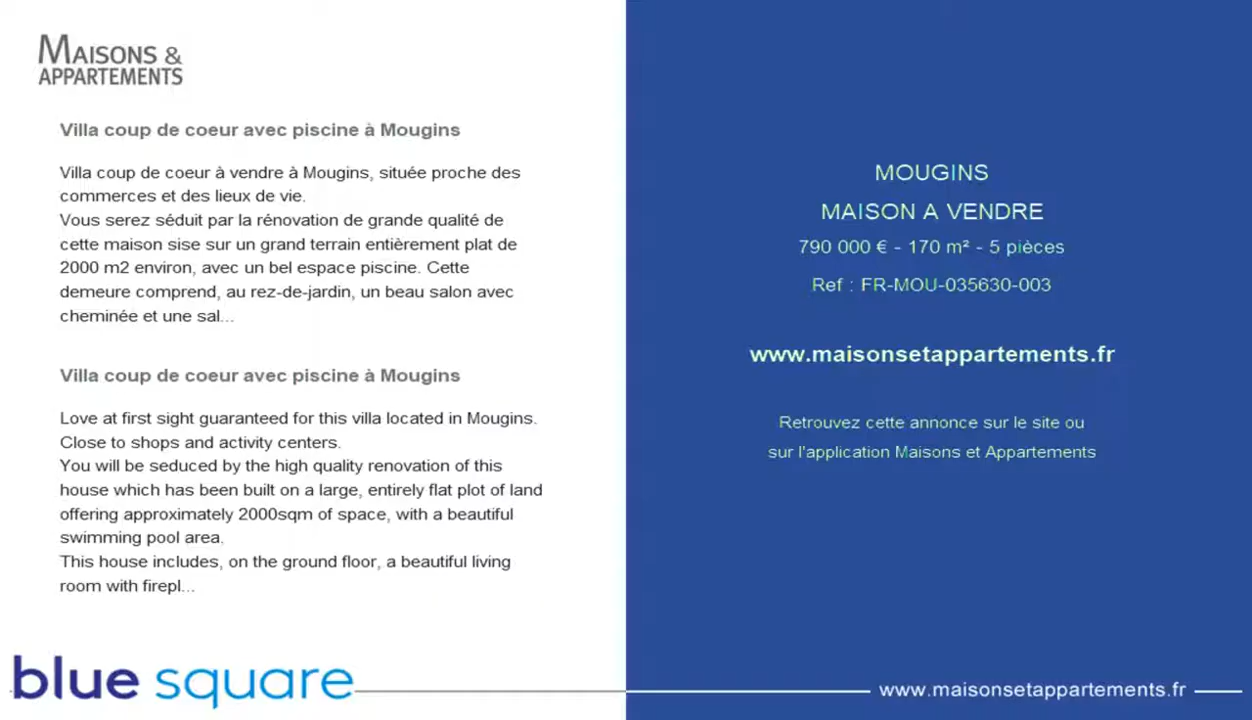 MAISONS &
APPARTEMENTS
Villa coup de coeur avec piscine à Mougins
Villa coup de coeur à vendre à Mougins, située proche des
commerces et des lieux de vie.
Vous serez séduit par la rénovation de grande qualité de
cette maison sise sur un grand terrain entièrement plat de
2000 m2 environ, avec un bel espace piscine. Cette
demeure comprend, au rez-de-jardin, un beau salon avec
cheminée et une sal...
Villa coup de coeur avec piscine à Mougins
Love at first sight guaranteed for this villa located in Mougins.
Close to shops and activity centers.
You will be seduced by the high quality renovation of this
house which has been built on a large, entirely flat plot of land
offering approximately 2000sqm of space, with a beautiful
swimming pool area.
This house includes, on the ground floor, a beautiful living
room with firepl...
blue square
MOUGINS
MAISON A VENDRE
790 000 € - 170 m² - 5 pièces
Ref : FR-MOU-035630-003
www.maisonsetappartements.fr
Retrouvez cette annonce sur le site ou
sur l'application Maisons et Appartements
www.maisonsetappartements.fr